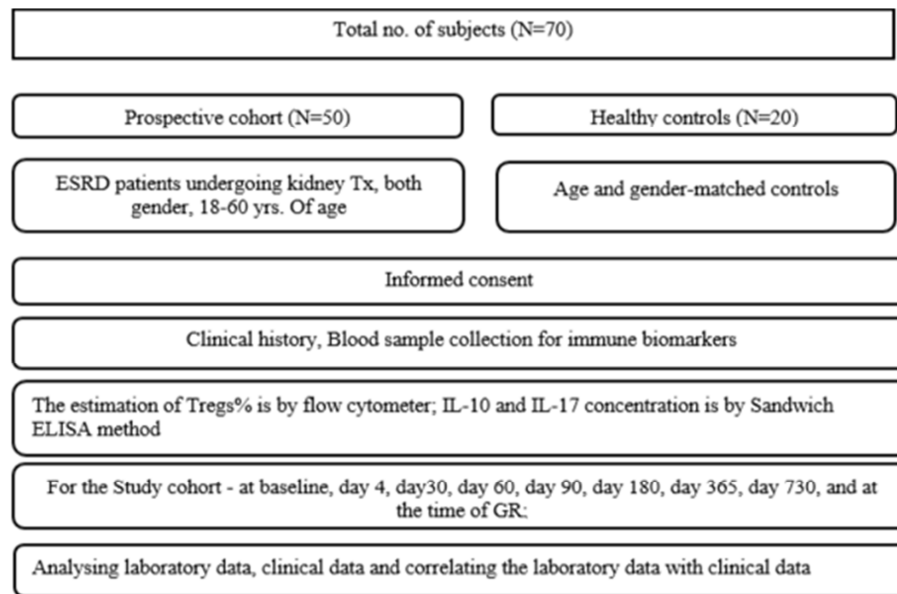 Total no. of subjects (N=70)
Prospective cohort (N=50)
Healthy controls (N=20)
ESRD patients undergoing kidney Tx, both
gender, 18-60 yrs. Of age
Age and gender-matched controls
Informed consent
Clinical history, Blood sample collection for immune biomarkers
The estimation of Tregs% is by flow cytometer; IL-10 and IL-17 concentration is by Sandwich
ELISA method
For the Study cohort - at baseline, day 4, day30, day 60, day 90, day 180, day 365, day 730, and at
the time of GR;
Analysing laboratory data, clinical data and correlating the laboratory data with clinical data